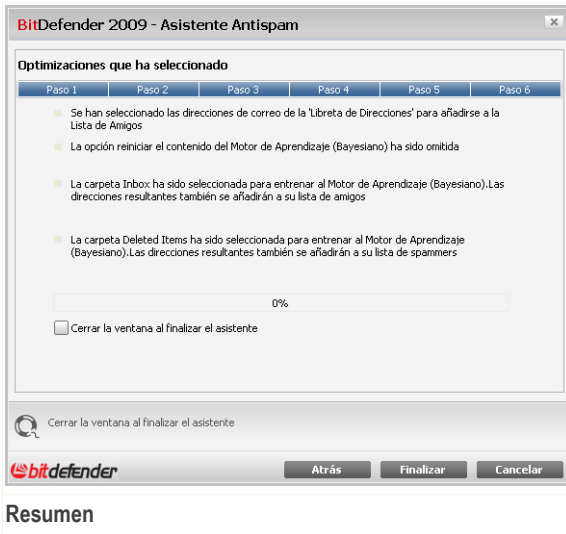 BitDefender 2009 - Asistente Antispam
x
Optimizaciones que ha seleccionado
Paso 1 Paso 2 Paso 3 Paso 4 Paso 5 Paso 6
Se han seleccionado las direcciones de correo de la 'Libreta de Direcciones' para añadirse a la
Lista de Amigos
La opción reiniciar el contenido del Motor de Aprendizaje (Bayesiano) ha sido omitida
La carpeta Inbox ha sido seleccionada para entrenar al Motor de Aprendizaje (Bayesiano).Las
direcciones resultantes también se añadirán a su lista de amigos
La carpeta Deleted Items ha sido seleccionada para entrenar al Motor de Aprendizaje
(Bayesiano).Las direcciones resultantes también se añadirán a su lista de spammers
0%
Cerrar la ventana al finalizar el asistente
Cerrar la ventana al finalizar el asistente
bitdefender
Atrás Finalizar Cancelar
Resumen